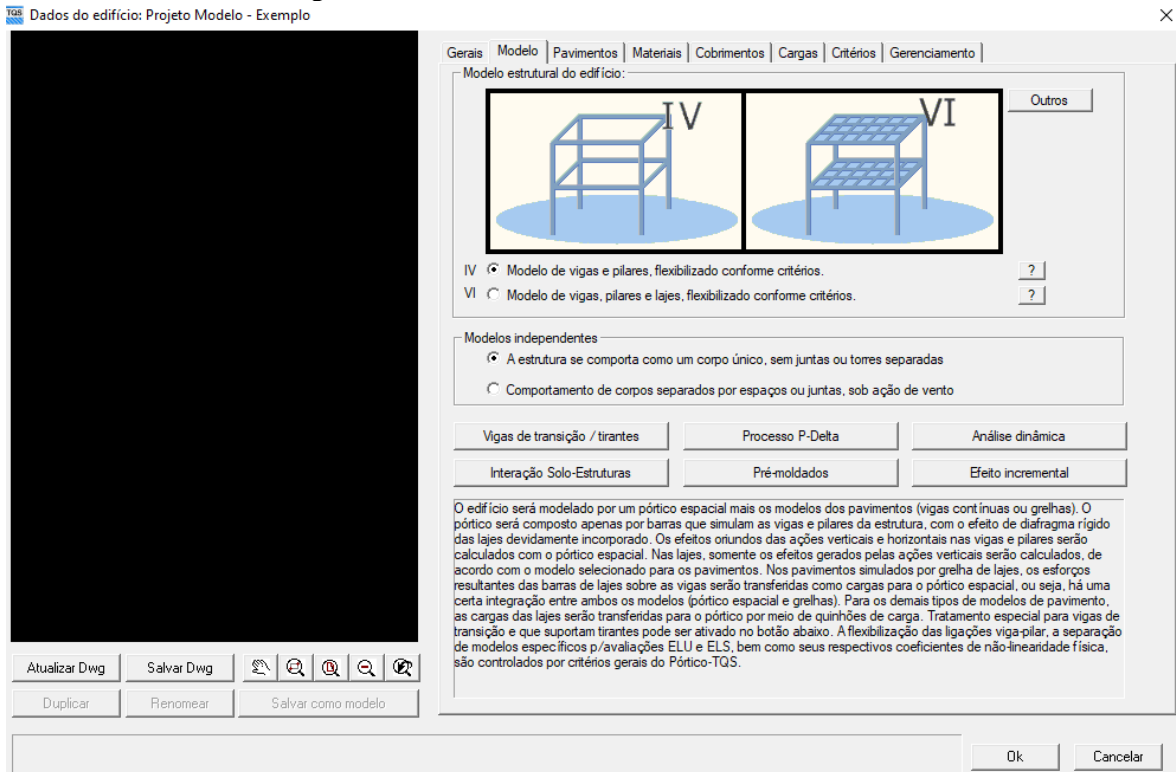 TQS Dados do edifício: Projeto Modelo - Exemplo
Gerais Modelo Pavimentos Materiais Cobrimentos Cargas Critérios Gerenciamento
Modelo estrutural do edifício:
IV VI Outros
IV Modelo de vigas e pilares, flexibilizado conforme critérios. ?
VI Modelo de vigas, pilares e lajes, flexibilizado conforme critérios. ?
Modelos independentes
A estrutura se comporta como um corpo único, sem juntas ou torres separadas
Comportamento de corpos separados por espaços ou juntas, sob ação de vento
Vigas de transição / tirantes Processo P-Delta Análise dinâmica
Interação Solo-Estruturas Pré-moldados Efeito incremental
O edifício será modelado por um pórtico espacial mais os modelos dos pavimentos (vigas contínuas ou grelhas). O
pórtico será composto apenas por barras que simulam as vigas e pilares da estrutura, com o efeito de diafragma rígido
das lajes devidamente incorporado. Os efeitos oriundos das ações verticais e horizontais nas vigas e pilares serão
calculados com o pórtico espacial. Nas lajes, somente os efeitos gerados pelas ações verticais serão calculados, de
acordo com o modelo selecionado para os pavimentos. Nos pavimentos simulados por grelha de lajes, os esforços
resultantes das barras de lajes sobre as vigas serão transferidas como cargas para o pórtico espacial, ou seja, há uma
certa integração entre ambos os modelos (pórtico espacial e grelhas). Para os demais tipos de modelos de pavimento,
as cargas das lajes serão transferidas para o pórtico por meio de quinhões de carga. Tratamento especial para vigas de
transição e que suportam tirantes pode ser ativado no botão abaixo. A flexibilização das ligações viga-pilar, a separação
de modelos específicos p/avaliações ELU e ELS, bem como seus respectivos coeficientes de não-linearidade física,
são controlados por critérios gerais do Pórtico-TQS.
Atualizar Dwg Salvar Dwg
Duplicar Renomear Salvar como modelo
Ok Cancelar